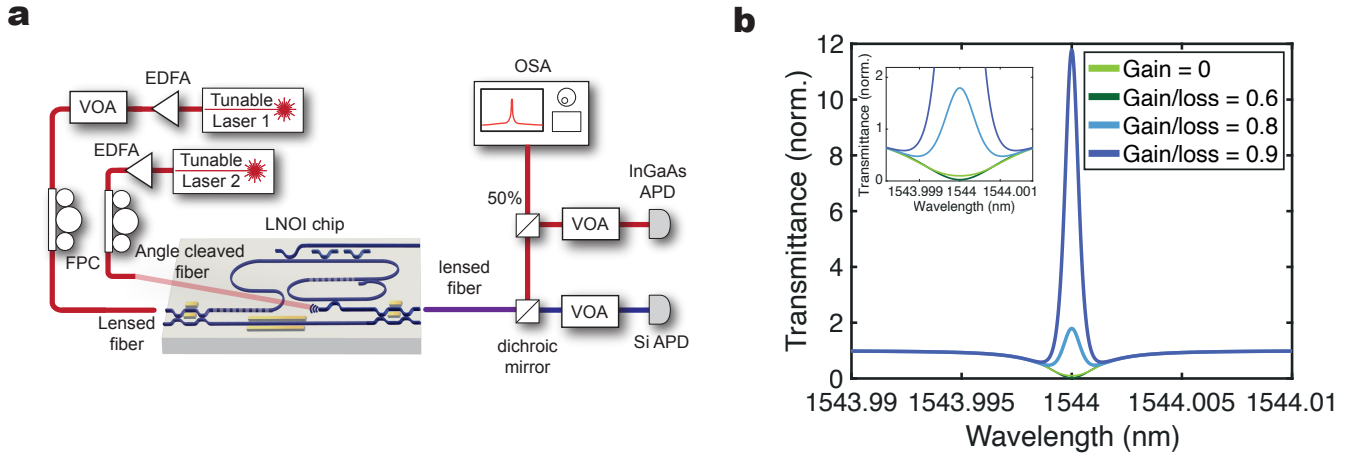 a
EDFA
VOA
Tunable
Laser 1
EDFA
Tunable
Laser 2
FPC
Angle cleaved
fiber
LNOI chip
Lensed
fiber
lensed
fiber
OSA
50%
VOA
InGaAs
APD
VOA
Si APD
dichroic
mirror
b
Transmittance (norm.)
12
10
8
6
4
2
0
1543.99
1543.995
1544
1544.005
1544.01
Wavelength (nm)
Gain = 0
Gain/loss = 0.6
Gain/loss = 0.8
Gain/loss = 0.9
Transmittance (norm.)
2
1
0
1543.999
1544
1544.001
Wavelength (nm)